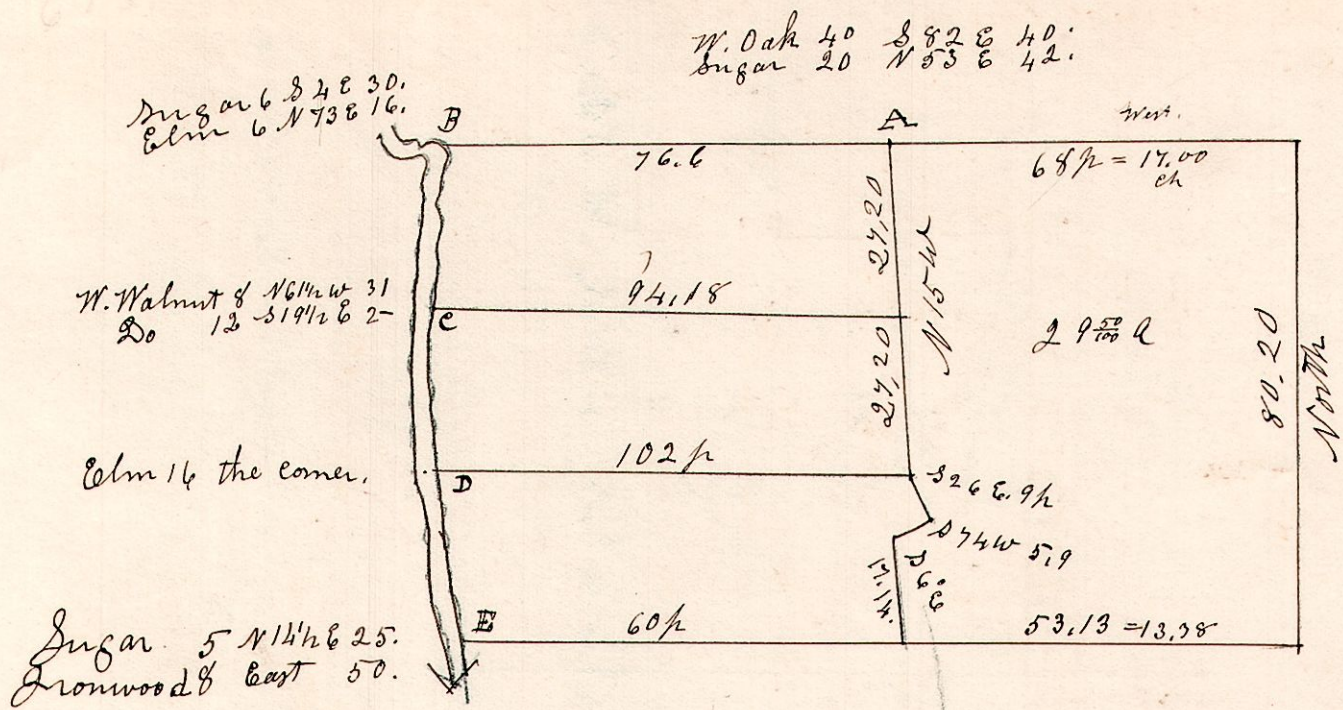 W. Oak 40 S 82 E 40.
Sugar 20 N 53 E 42.
Sugar 6 S 4 E 30.
Elm 6 N 73 E 16.
B
A
West.
76.6
68 p = 17.00
ch
27,20
N 15 W
W. Walnut 8 N 61½ W 31
Do 12 S 19½ E 2-
C
94,18
29 50/100 A
80.20
North
27,20
102 p
Elm 16 the corner.
D
S 26 E. 9 p
S 74 W 5,9
S 6 E
17.14.
E
60 p
53,13 = 13,38
Sugar 5 N 14½ E 25.
Ironwood 8 East 50.